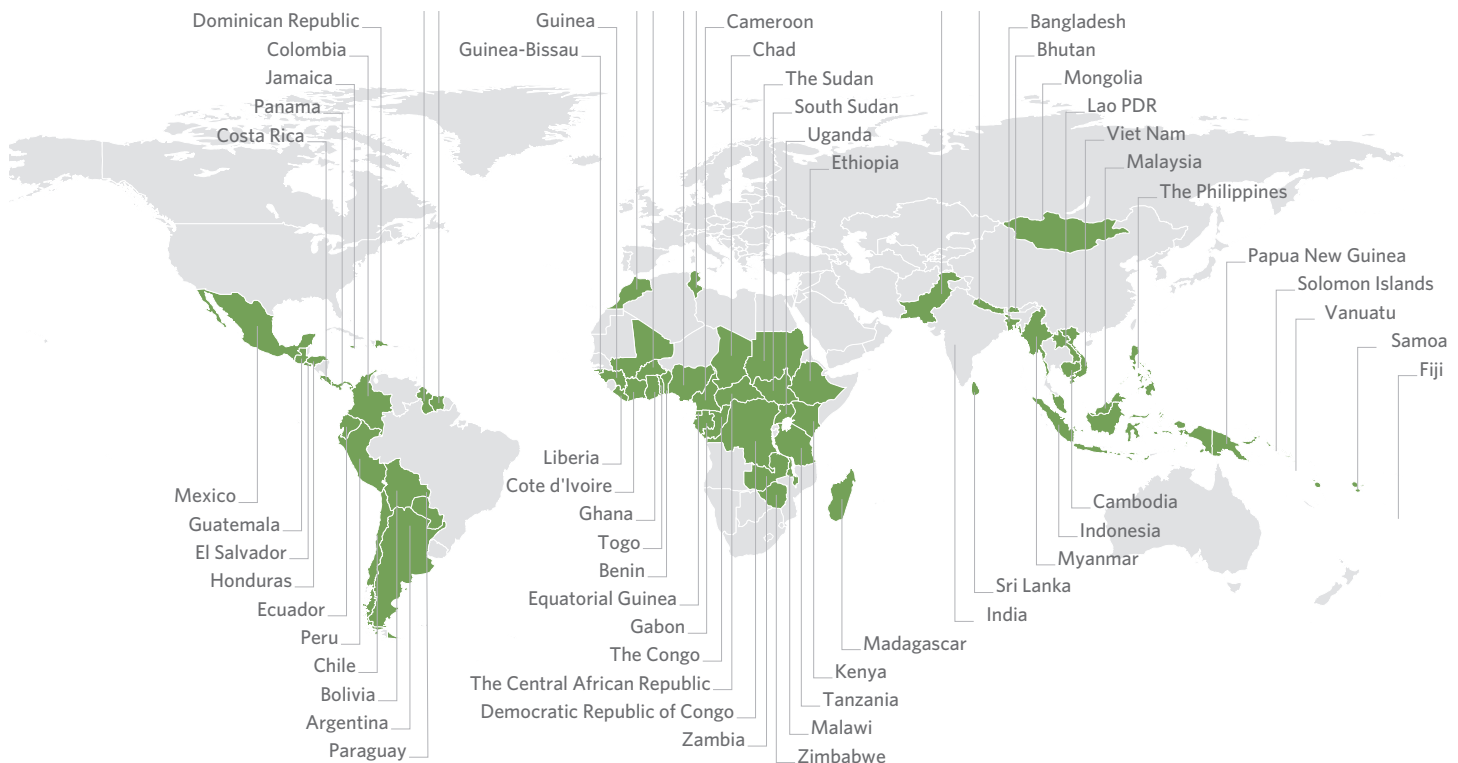 Dominican Republic
Colombia
Jamaica
Panama
Costa Rica
Guinea
Guinea-Bissau
Cameroon
Chad
The Sudan
South Sudan
Uganda
Ethiopia
Bangladesh
Bhutan
Mongolia
Lao PDR
Viet Nam
Malaysia
The Philippines
Papua New Guinea
Solomon Islands
Vanuatu
Samoa
Fiji
Mexico
Guatemala
El Salvador
Honduras
Ecuador
Peru
Chile
Bolivia
Argentina
Paraguay
Liberia
Cote d'Ivoire
Ghana
Togo
Benin
Equatorial Guinea
Gabon
The Congo
The Central African Republic
Democratic Republic of Congo
Zambia
Madagascar
Kenya
Tanzania
Malawi
Zimbabwe
Cambodia
Indonesia
Myanmar
Sri Lanka
India